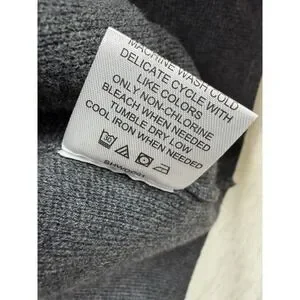 MACHINE WASH COLD
DELICATE CYCLE WITH
LIKE COLORS
ONLY NON-CHLORINE
BLEACH WHEN NEEDED
TUMBLE DRY LOW
COOL IRON WHEN NEEDED